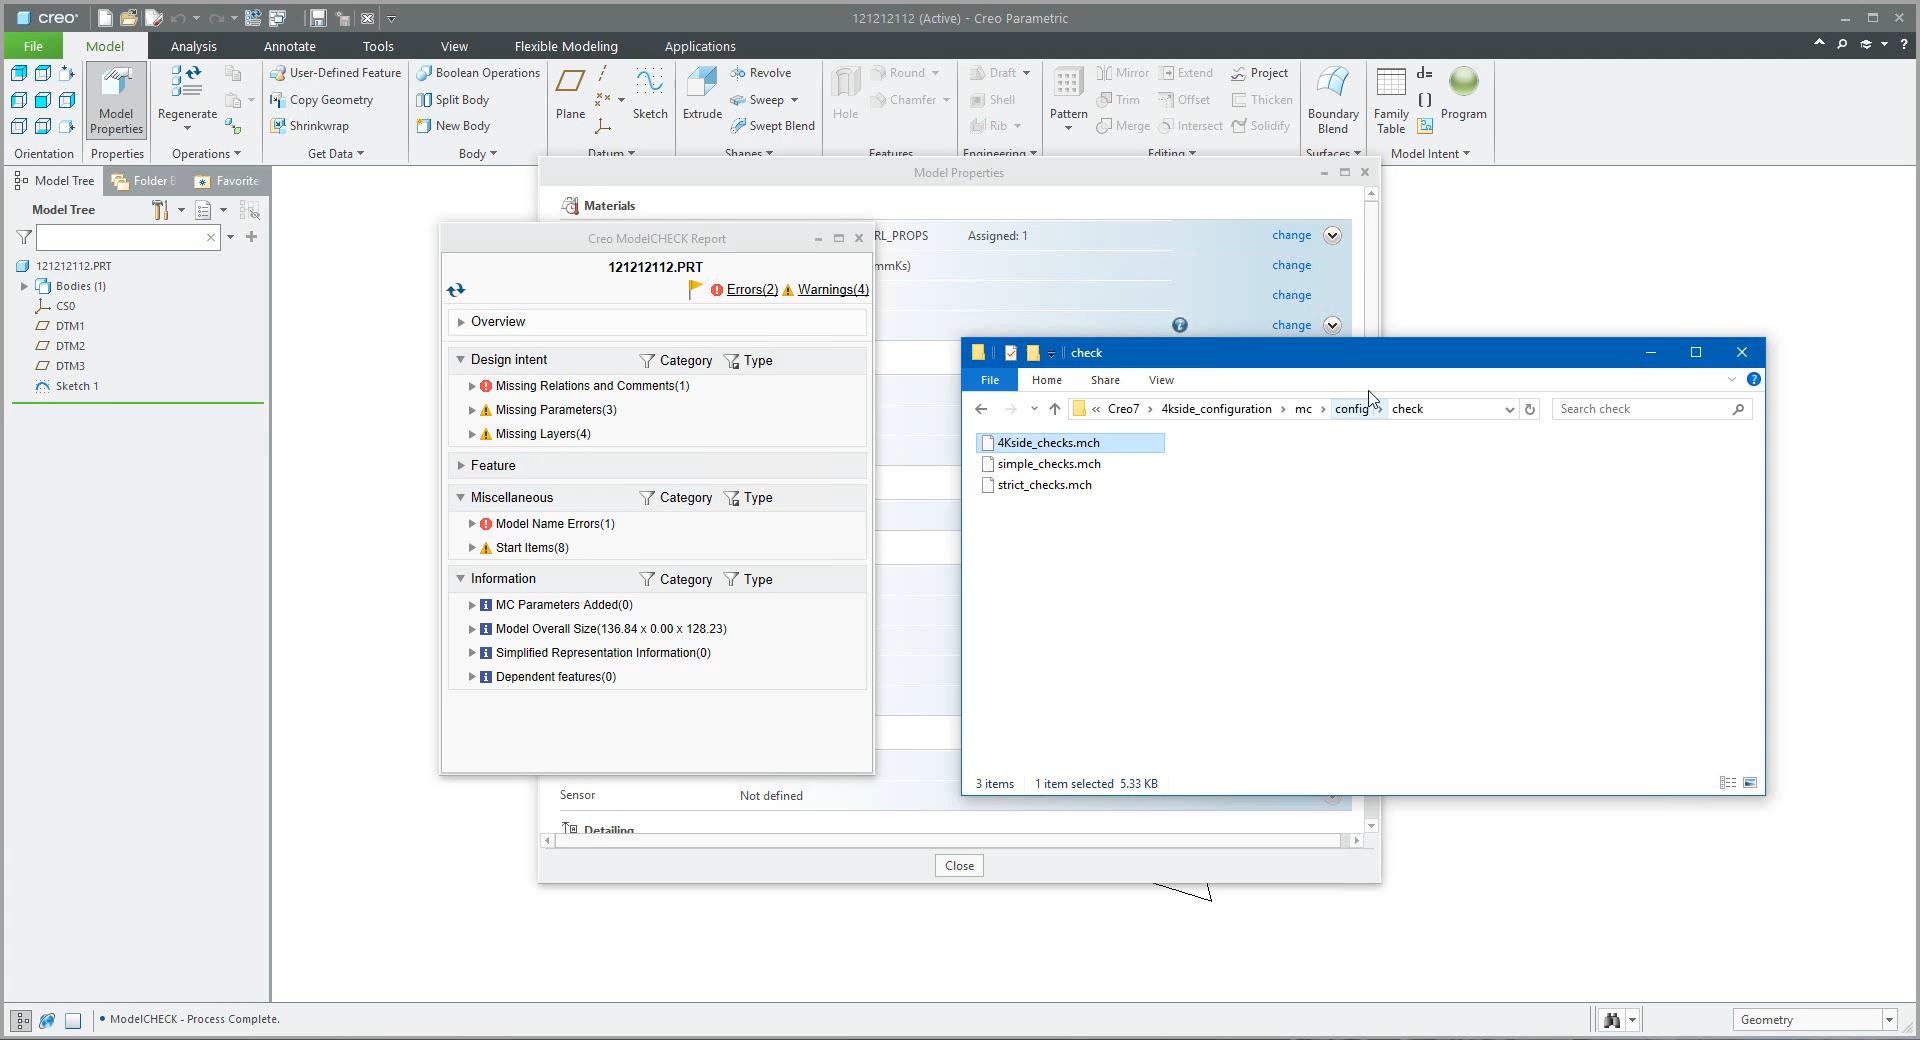 creo®
121212112 (Active) - Creo Parametric
File Model Analysis Annotate Tools View Flexible Modeling Applications
Model Properties
Regenerate
User-Defined Feature
Copy Geometry
Shrinkwrap
Boolean Operations
Split Body
New Body
Plane
Sketch
Extrude
Revolve
Sweep
Swept Blend
Hole
Round
Chamfer
Draft
Shell
Rib
Pattern
Mirror Extend Project
Trim Offset Thicken
Merge Intersect Solidify
Boundary Blend
Family Table
d=
Program
Orientation Properties Operations Get Data Body Datum Shapes Features Engineering Editing Surfaces Model Intent
Model Tree Folder B Favorite
Model Tree
121212112.PRT
Bodies (1)
CS0
DTM1
DTM2
DTM3
Sketch 1
Model Properties
Materials
RL_PROPS Assigned: 1 change
mmKs) change
change
change
Sensor Not defined
Detailing
Close
Creo ModelCHECK Report
121212112.PRT
Errors(2) Warnings(4)
Overview
Design intent Category Type
Missing Relations and Comments(1)
Missing Parameters(3)
Missing Layers(4)
Feature
Miscellaneous Category Type
Model Name Errors(1)
Start Items(8)
Information Category Type
MC Parameters Added(0)
Model Overall Size(136.84 x 0.00 x 128.23)
Simplified Representation Information(0)
Dependent features(0)
check
File Home Share View
« Creo7 › 4kside_configuration › mc › config › check
Search check
4Kside_checks.mch
simple_checks.mch
strict_checks.mch
3 items 1 item selected 5.33 KB
• ModelCHECK - Process Complete.
Geometry